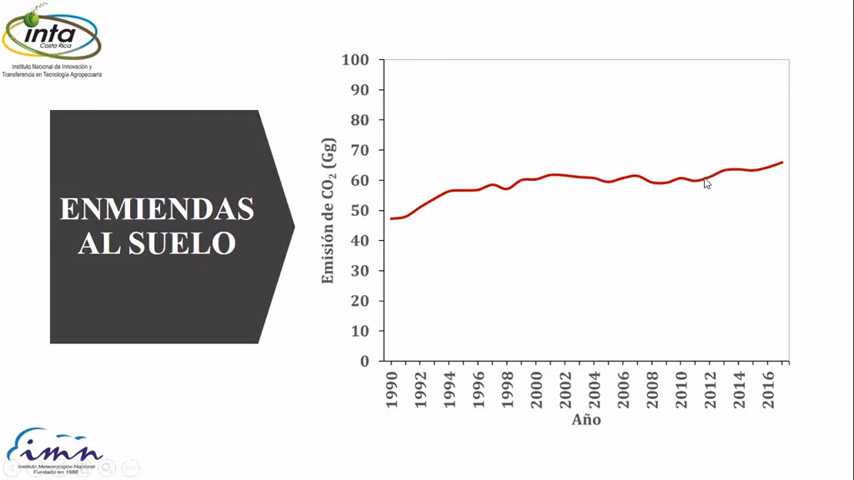 inta
Costa Rica
Instituto Nacional de Innovación y
Transferencia en Tecnología Agropecuaria
ENMIENDAS
AL SUELO
Emisión de CO₂ (Gg)
100
90
80
70
60
50
40
30
20
10
0
1990
1992
1994
1996
1998
2000
2002
2004
2006
2008
2010
2012
2014
2016
Año
imn
Instituto Meteorológico Nacional
Fundado en 1888